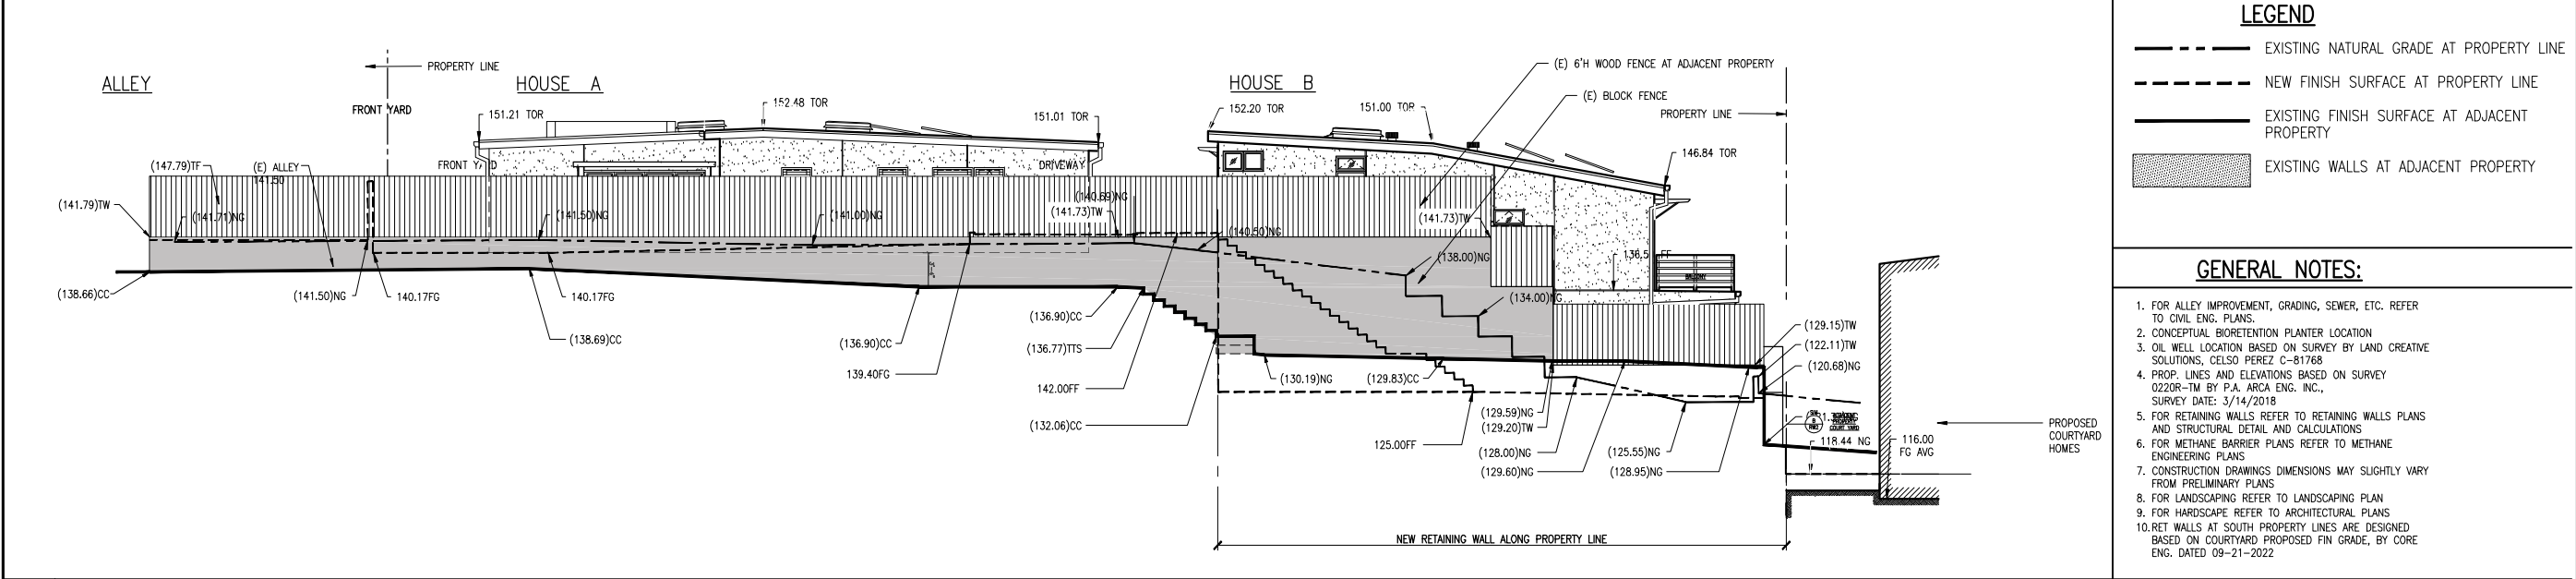 ALLEY
PROPERTY LINE
HOUSE A
FRONT YARD
151.21 TOR
152.48 TOR
151.01 TOR
HOUSE B
152.20 TOR
151.00 TOR
(E) 6'H WOOD FENCE AT ADJACENT PROPERTY
(E) BLOCK FENCE
PROPERTY LINE
146.84 TOR
(147.79)TF
(E) ALLEY
141.50
FRONT
DRIVEWAY
(141.79)TW
(141.71)NG
(141.50)NG
(141.00)NG
(140.69)NG
(141.73)TW
(140.50)NG
(141.73)TW
(138.00)NG
(134.00)NG
BALCONY
(138.66)CC
(141.50)NG
140.17FG
140.17FG
(138.69)CC
(136.90)CC
139.40FG
(136.90)CC
(136.77)TTS
142.00FF
(132.06)CC
(130.19)NG
(129.83)CC
(129.59)NG
(129.20)TW
125.00FF
(128.00)NG
(129.60)NG
(125.55)NG
(128.95)NG
(129.15)TW
(122.11)TW
(120.68)NG
118.44 NG
116.00
FG AVG
PROPOSED
COURTYARD
HOMES
NEW RETAINING WALL ALONG PROPERTY LINE
LEGEND
EXISTING NATURAL GRADE AT PROPERTY LINE
NEW FINISH SURFACE AT PROPERTY LINE
EXISTING FINISH SURFACE AT ADJACENT
PROPERTY
EXISTING WALLS AT ADJACENT PROPERTY
GENERAL NOTES:
1. FOR ALLEY IMPROVEMENT, GRADING, SEWER, ETC. REFER
TO CIVIL ENG. PLANS.
2. CONCEPTUAL BIORETENTION PLANTER LOCATION
3. OIL WELL LOCATION BASED ON SURVEY BY LAND CREATIVE
SOLUTIONS, CELSO PEREZ C-81768
4. PROP. LINES AND ELEVATIONS BASED ON SURVEY
0220R-TM BY P.A. ARCA ENG. INC.,
SURVEY DATE: 3/14/2018
5. FOR RETAINING WALLS REFER TO RETAINING WALLS PLANS
AND STRUCTURAL DETAIL AND CALCULATIONS
6. FOR METHANE BARRIER PLANS REFER TO METHANE
ENGINEERING PLANS
7. CONSTRUCTION DRAWINGS DIMENSIONS MAY SLIGHTLY VARY
FROM PRELIMINARY PLANS
8. FOR LANDSCAPING REFER TO LANDSCAPING PLAN
9. FOR HARDSCAPE REFER TO ARCHITECTURAL PLANS
10.RET WALLS AT SOUTH PROPERTY LINES ARE DESIGNED
BASED ON COURTYARD PROPOSED FIN GRADE, BY CORE
ENG. DATED 09-21-2022